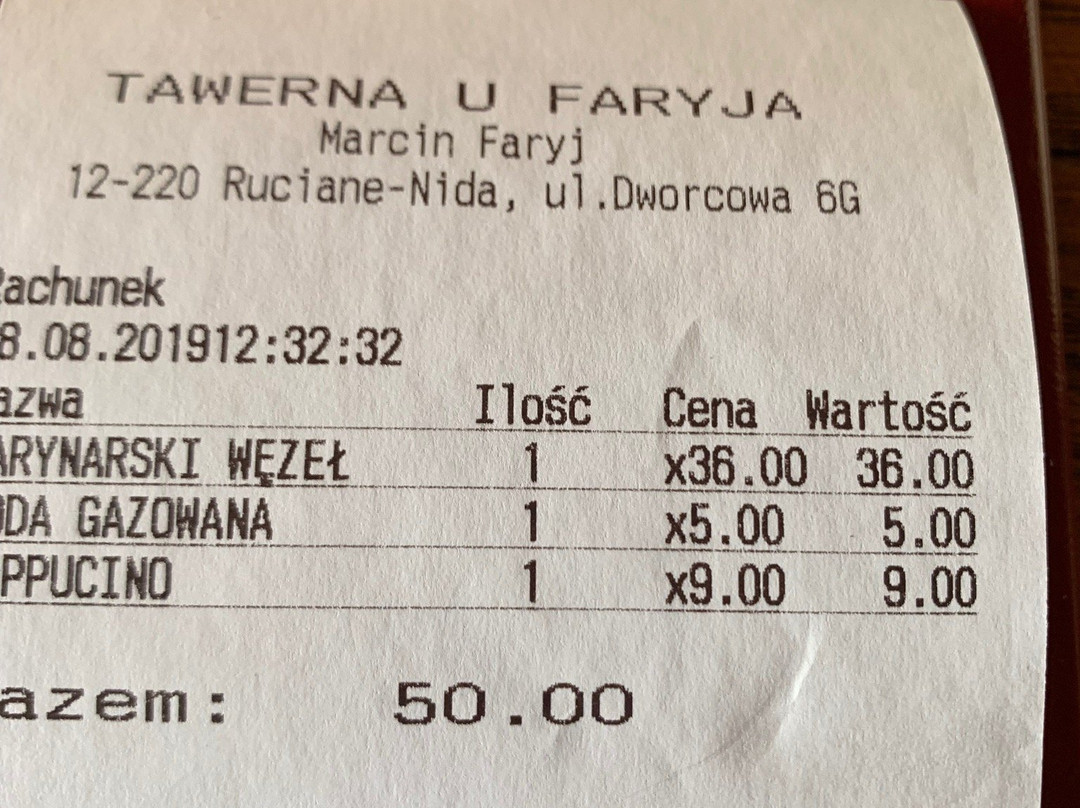 TAWERNA U FARYJA
Marcin Faryj
12-220 Ruciane-Nida, ul.Dworcowa 6G
Rachunek
8.08.201912:32:32
azwa Ilość Cena Wartość
ARYNARSKI WĘZEŁ 1 x36.00 36.00
ODA GAZOWANA 1 x5.00 5.00
PPUCINO 1 x9.00 9.00
azem: 50.00